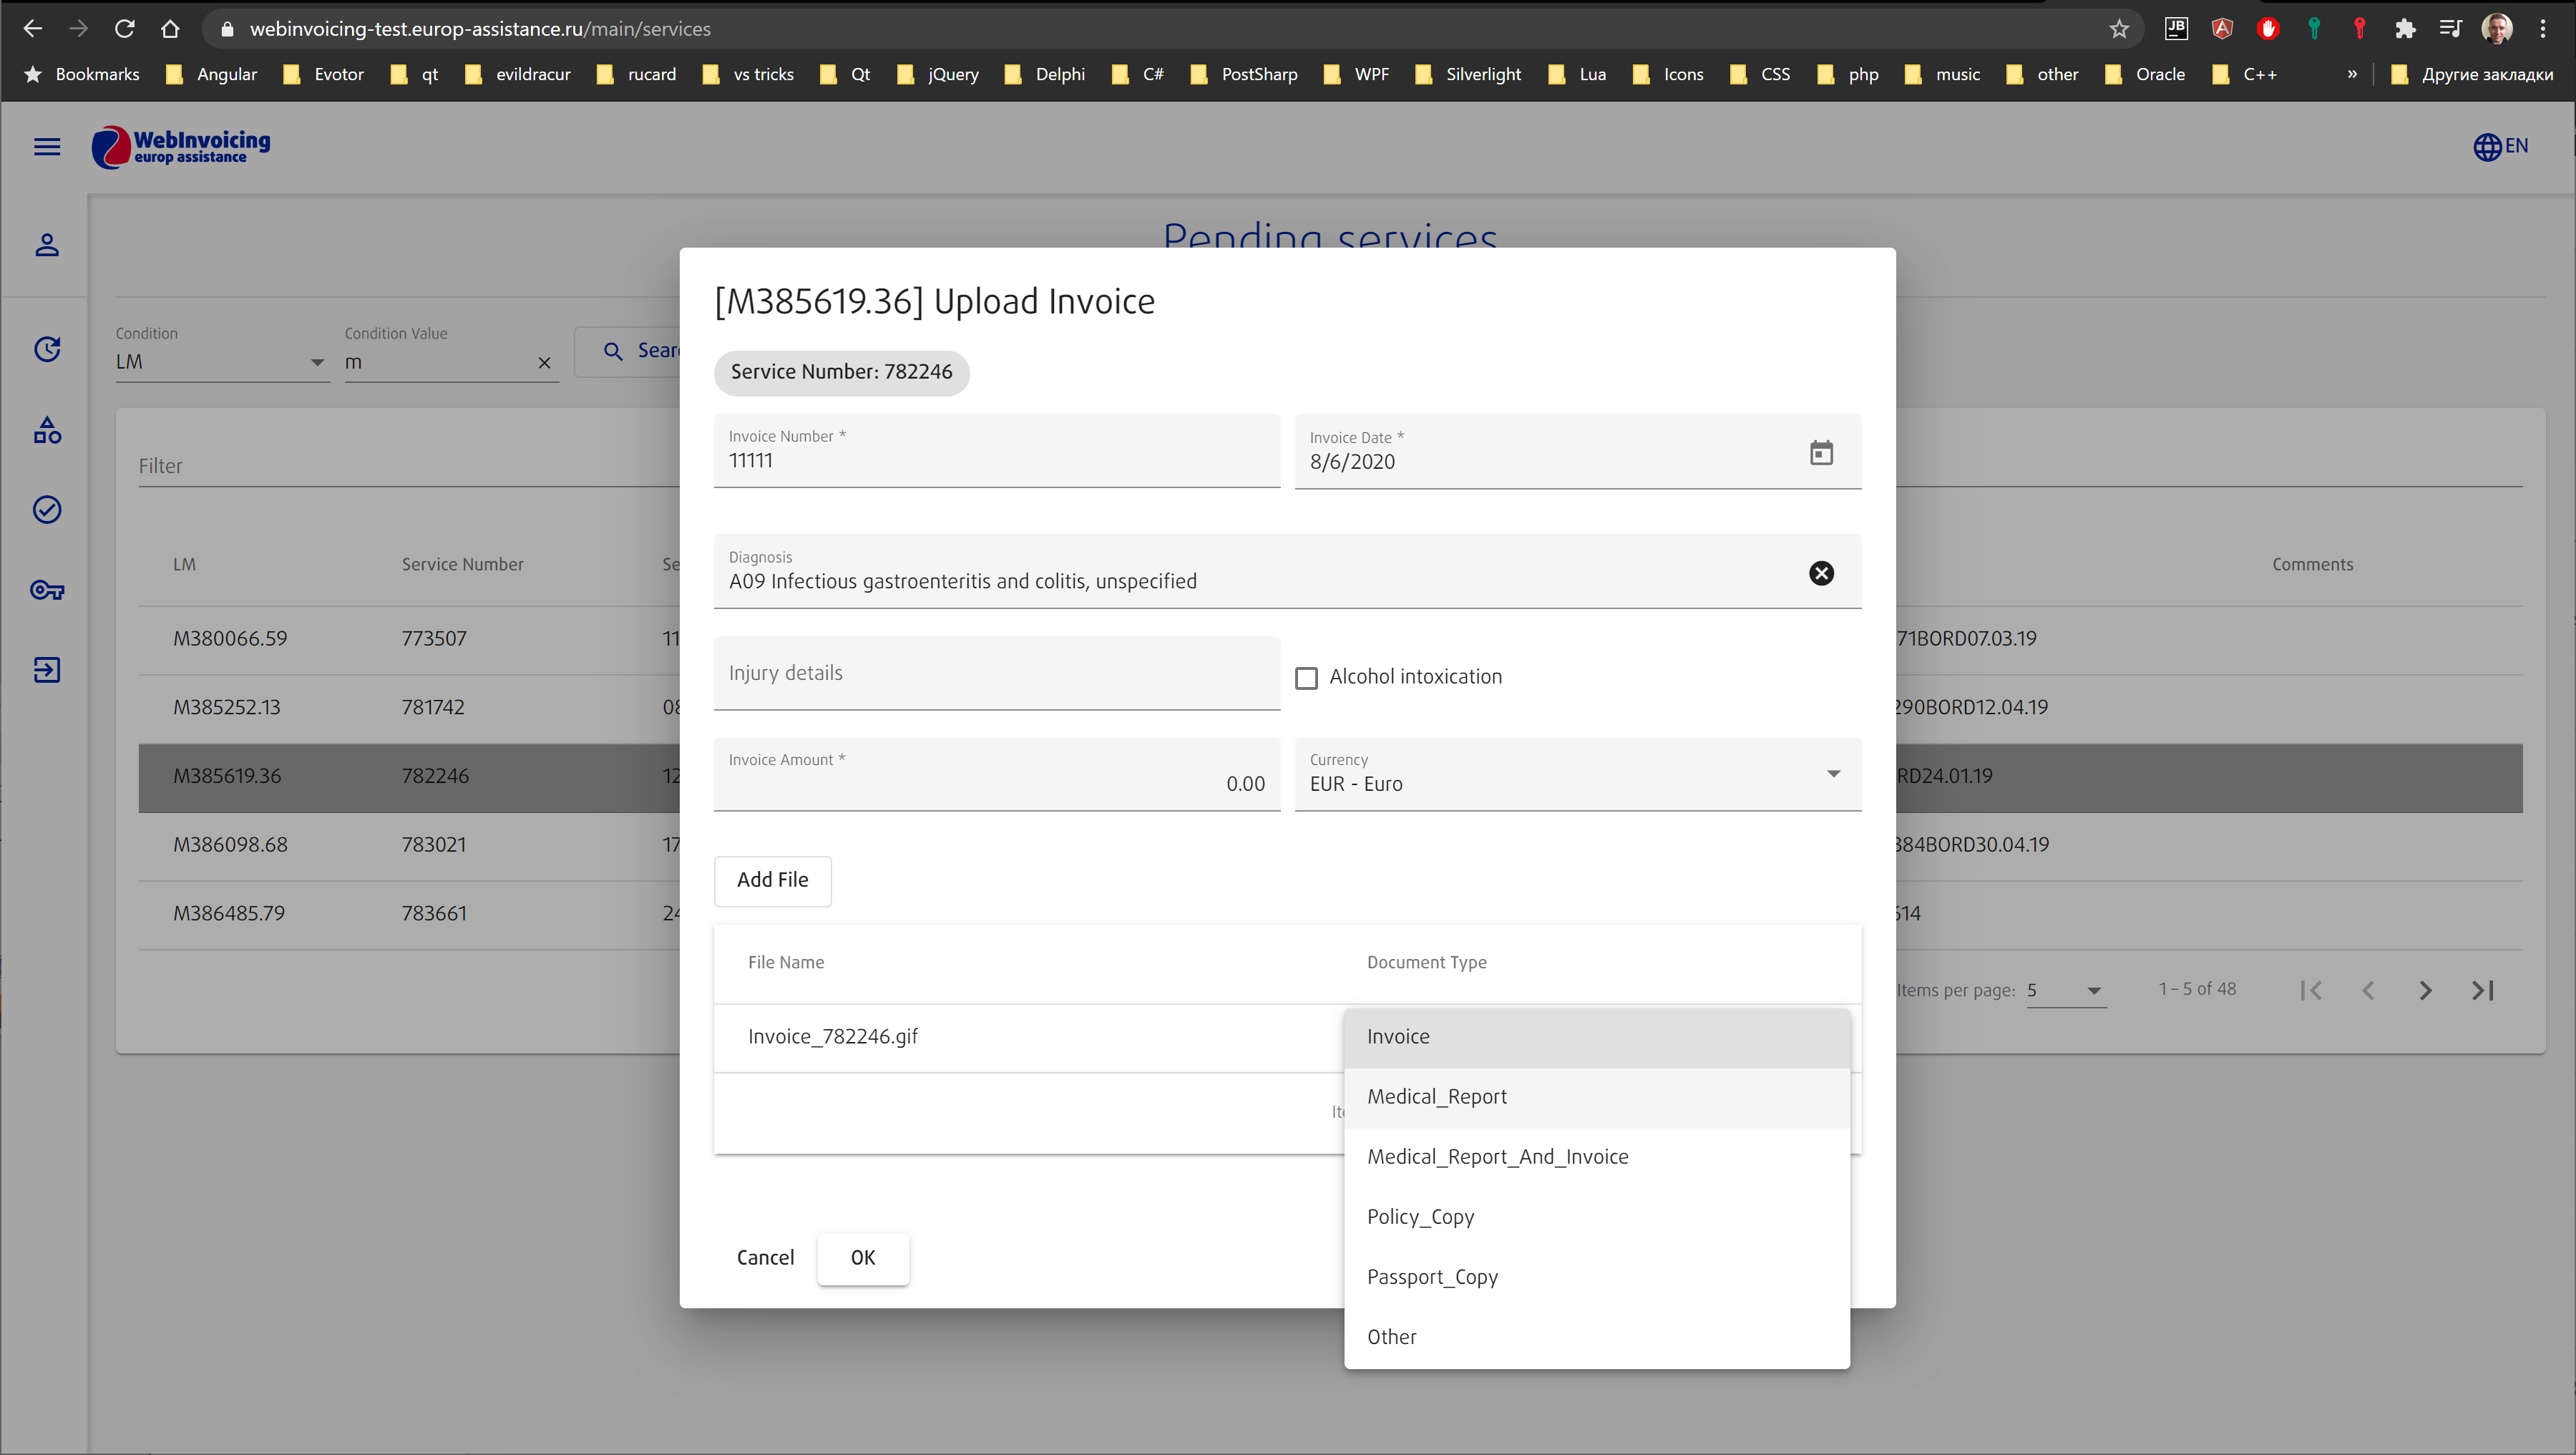 webinvoicing-test.europ-assistance.ru/main/services
JB
Bookmarks Angular Evotor qt evildracur rucard vs tricks Qt jQuery Delphi C# PostSharp WPF Silverlight Lua Icons CSS php music other Oracle C++ » Другие закладки
WebInvoicing
europ assistance
EN
Pending services
[M385619.36] Upload Invoice
Condition
LM
Condition Value
m
Sear
Service Number: 782246
Invoice Number *
11111
Invoice Date *
8/6/2020
Filter
Diagnosis
A09 Infectious gastroenteritis and colitis, unspecified
LM Service Number Se Comments
M380066.59 773507 11 71BORD07.03.19
Injury details
Alcohol intoxication
M385252.13 781742 08 290BORD12.04.19
M385619.36 782246 12 RD24.01.19
Invoice Amount *
0.00
Currency
EUR - Euro
M386098.68 783021 17 384BORD30.04.19
Add File
M386485.79 783661 24 614
File Name Document Type
Items per page: 5 1 – 5 of 48
Invoice_782246.gif
Invoice
Medical_Report
Ite
Medical_Report_And_Invoice
Policy_Copy
Passport_Copy
Other
Cancel OK